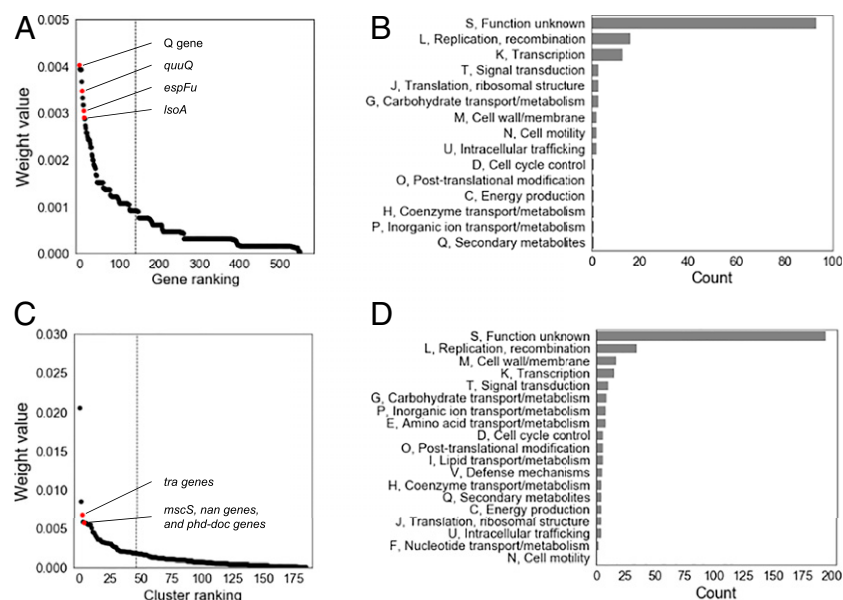 A
0.005
0.004
0.003
0.002
0.001
0.000
Weight value
Q gene
quuQ
espFu
lsoA
0 100 200 300 400 500
Gene ranking
B
S, Function unknown
L, Replication, recombination
K, Transcription
T, Signal transduction
J, Translation, ribosomal structure
G, Carbohydrate transport/metabolism
M, Cell wall/membrane
N, Cell motility
U, Intracellular trafficking
D, Cell cycle control
O, Post-translational modification
C, Energy production
H, Coenzyme transport/metabolism
P, Inorganic ion transport/metabolism
Q, Secondary metabolites
0 20 40 60 80 100
Count
C
0.030
0.025
0.020
0.015
0.010
0.005
0.000
Weight value
tra genes
mscS, nan genes,
and phd-doc genes
0 25 50 75 100 125 150 175
Cluster ranking
D
S, Function unknown
L, Replication, recombination
M, Cell wall/membrane
K, Transcription
T, Signal transduction
G, Carbohydrate transport/metabolism
P, Inorganic ion transport/metabolism
E, Amino acid transport/metabolism
D, Cell cycle control
O, Post-translational modification
I, Lipid transport/metabolism
V, Defense mechanisms
H, Coenzyme transport/metabolism
Q, Secondary metabolites
C, Energy production
J, Translation, ribosomal structure
U, Intracellular trafficking
F, Nucleotide transport/metabolism
N, Cell motility
0 25 50 75 100 125 150 175 200
Count